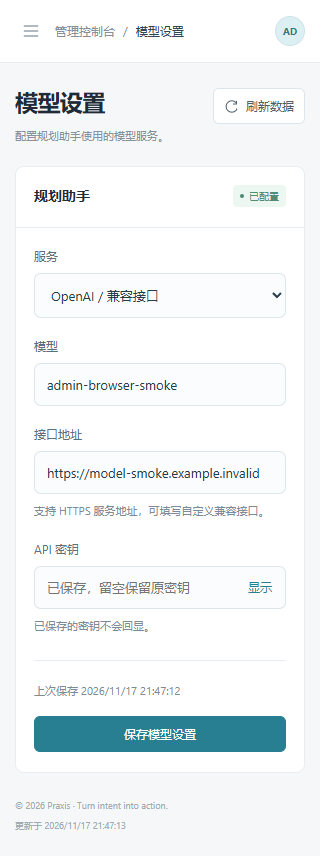 管理控制台 / 模型设置
AD
模型设置
刷新数据
配置规划助手使用的模型服务。
规划助手
已配置
服务
OpenAI / 兼容接口
模型
admin-browser-smoke
接口地址
https://model-smoke.example.invalid
支持 HTTPS 服务地址，可填写自定义兼容接口。
API 密钥
已保存，留空保留原密钥
显示
已保存的密钥不会回显。
上次保存 2026/11/17 21:47:12
保存模型设置
© 2026 Praxis · Turn intent into action.
更新于 2026/11/17 21:47:13